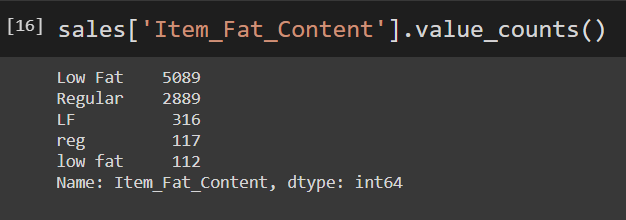 [16] sales['Item_Fat_Content'].value_counts()
Low Fat    5089
Regular    2889
LF          316
reg         117
low fat     112
Name: Item_Fat_Content, dtype: int64